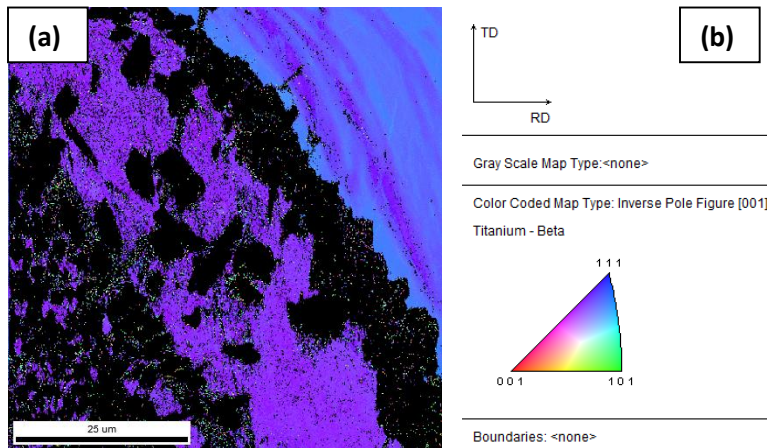 (a)
25 um
(b)
TD
RD
Gray Scale Map Type:<none>
Color Coded Map Type: Inverse Pole Figure [001]
Titanium - Beta
1 1 1
0 0 1
1 0 1
Boundaries: <none>